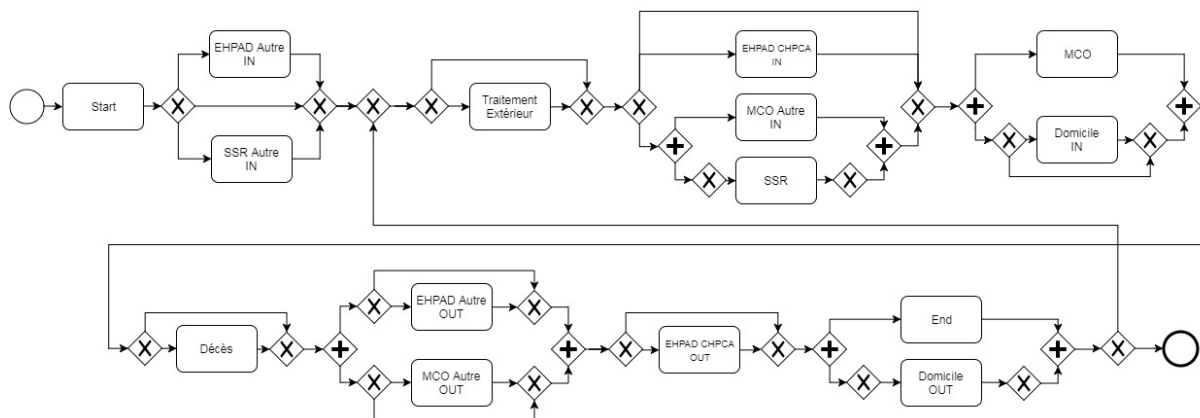 Start
EHPAD Autre
IN
SSR Autre
IN
Traitement
Extérieur
EHPAD CHPCA
IN
MCO Autre
IN
SSR
MCO
Domicile
IN
Décès
EHPAD Autre
OUT
MCO Autre
OUT
EHPAD CHPCA
OUT
End
Domicile
OUT